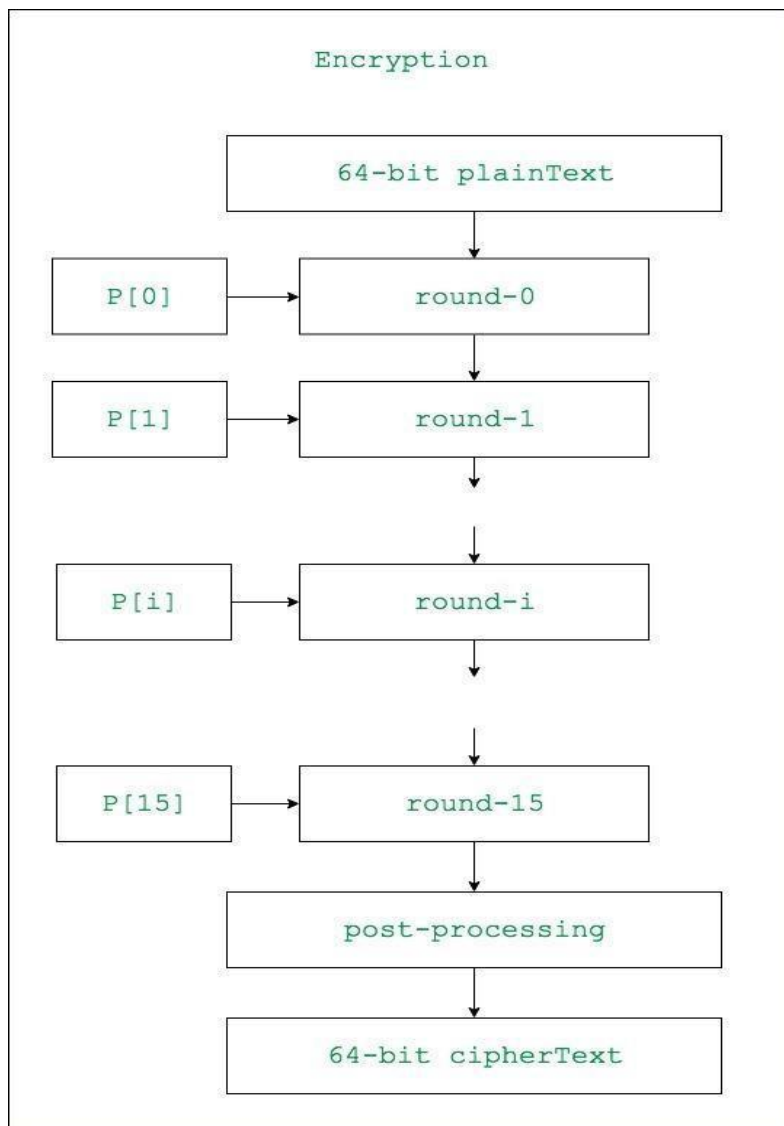 Encryption
64-bit plainText
P[0]
round-0
P[1]
round-1
P[i]
round-i
P[15]
round-15
post-processing
64-bit cipherText